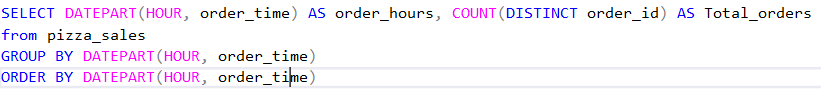 SELECT DATEPART(HOUR, order_time) AS order_hours, COUNT(DISTINCT order_id) AS Total_orders
from pizza_sales
GROUP BY DATEPART(HOUR, order_time)
ORDER BY DATEPART(HOUR, order_time)